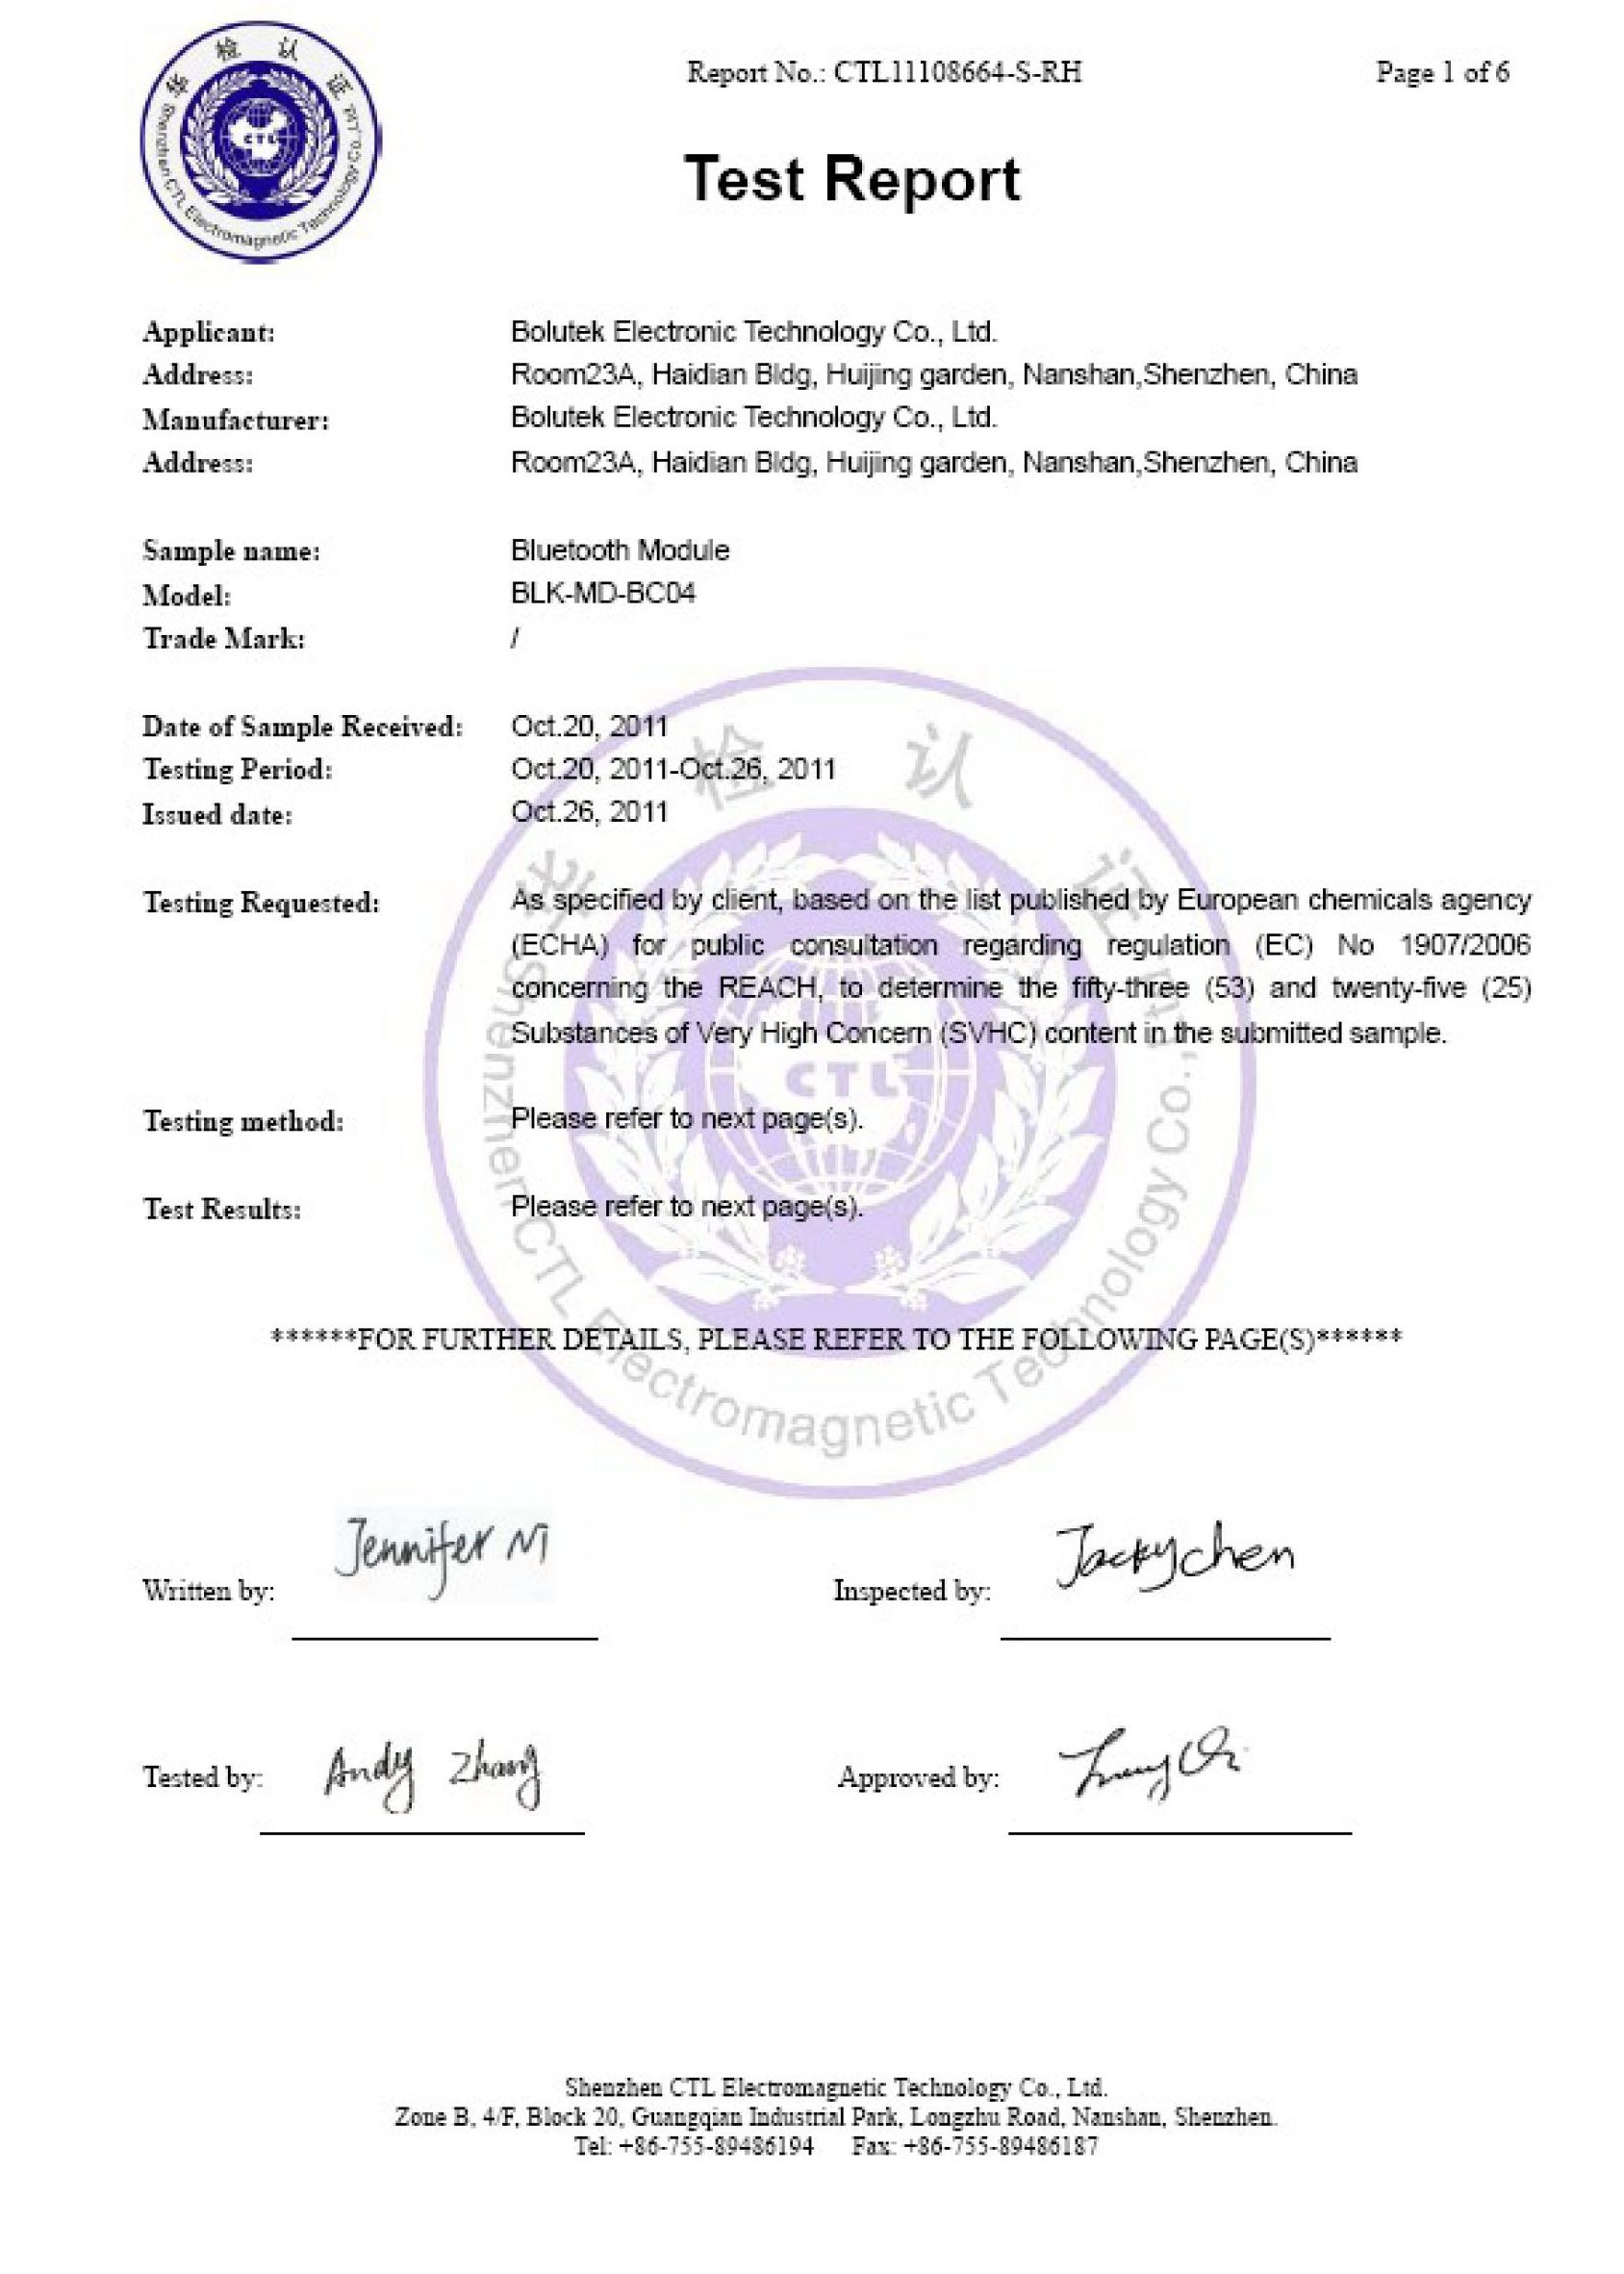 华 检 认 证
Shenzhen CTL Electromagnetic Technology Co., Ltd.
CTL
Report No.: CTL11108664-S-RH Page 1 of 6
Test Report
Applicant: Bolutek Electronic Technology Co., Ltd.
Address: Room23A, Haidian Bldg, Huijing garden, Nanshan,Shenzhen, China
Manufacturer: Bolutek Electronic Technology Co., Ltd.
Address: Room23A, Haidian Bldg, Huijing garden, Nanshan,Shenzhen, China
Sample name: Bluetooth Module
Model: BLK-MD-BC04
Trade Mark: /
Date of Sample Received: Oct.20, 2011
Testing Period: Oct.20, 2011-Oct.26, 2011
Issued date: Oct.26, 2011
Testing Requested: As specified by client, based on the list published by European chemicals agency
(ECHA) for public consultation regarding regulation (EC) No 1907/2006
concerning the REACH, to determine the fifty-three (53) and twenty-five (25)
Substances of Very High Concern (SVHC) content in the submitted sample.
Testing method: Please refer to next page(s).
Test Results: Please refer to next page(s).
华 检 认 证
Shenzhen CTL Electromagnetic Technology Co., Ltd.
CTL
******FOR FURTHER DETAILS, PLEASE REFER TO THE FOLLOWING PAGE(S)******
Written by: Jennifer Ni Inspected by: Jacky chen
Tested by: Andy Zhang Approved by:
Shenzhen CTL Electromagnetic Technology Co., Ltd.
Zone B, 4/F, Block 20, Guangqian Industrial Park, Longzhu Road, Nanshan, Shenzhen.
Tel: +86-755-89486194 Fax: +86-755-89486187